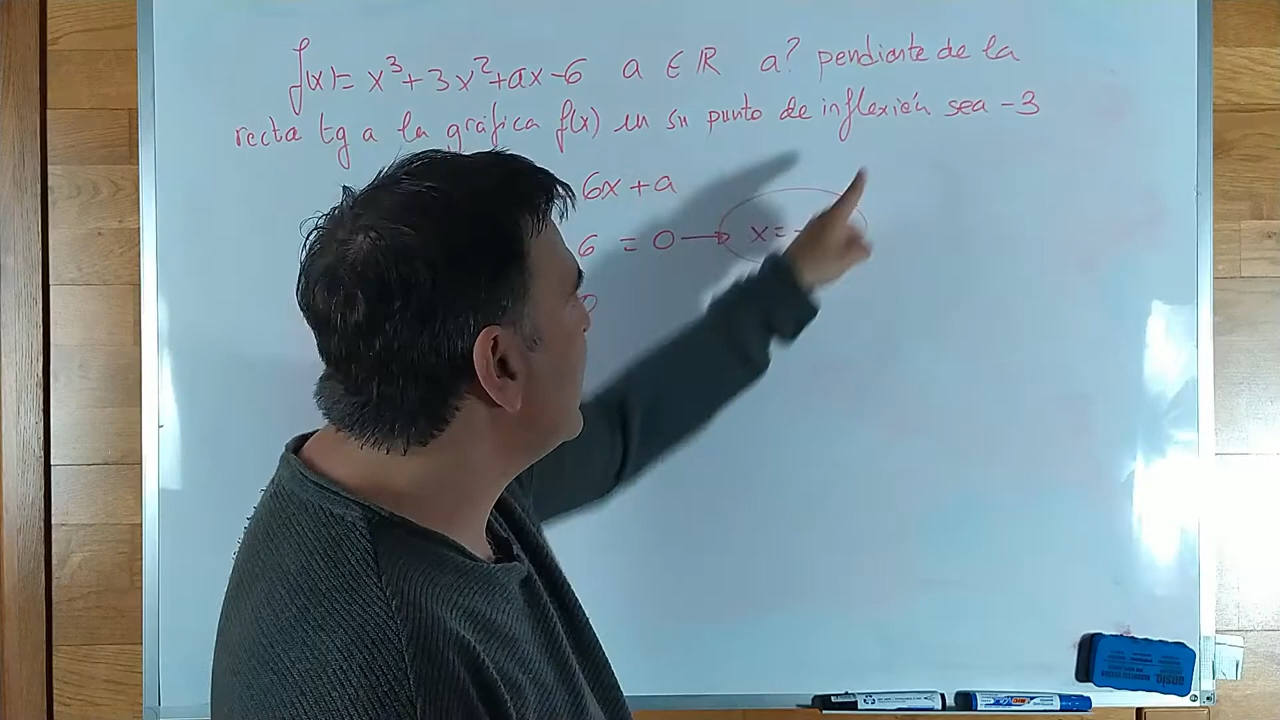 f(x)= x³+3x²+ax-6 a ∈ ℝ a? pendiente de la
recta tg a la gráfica f(x) en su punto de inflexión sea -3
6x+a
6 = 0 → x= -
ansio